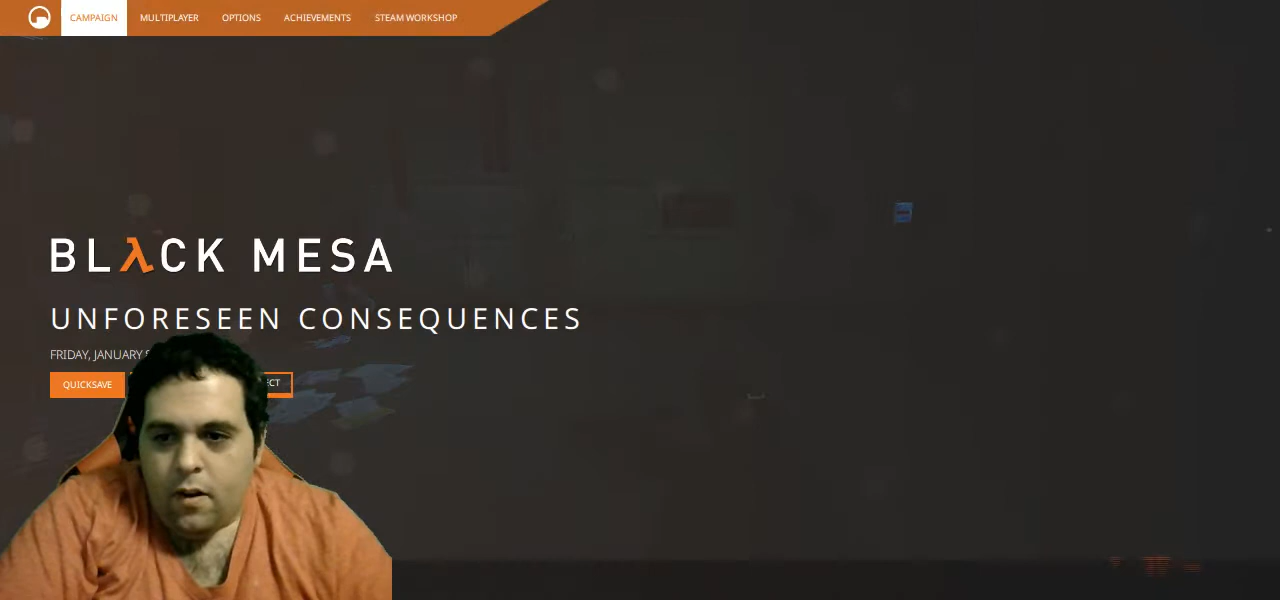 CAMPAIGN MULTIPLAYER OPTIONS ACHIEVEMENTS STEAM WORKSHOP
BLλCK MESA
UNFORESEEN CONSEQUENCES
FRIDAY, JANUARY
QUICKSAVE